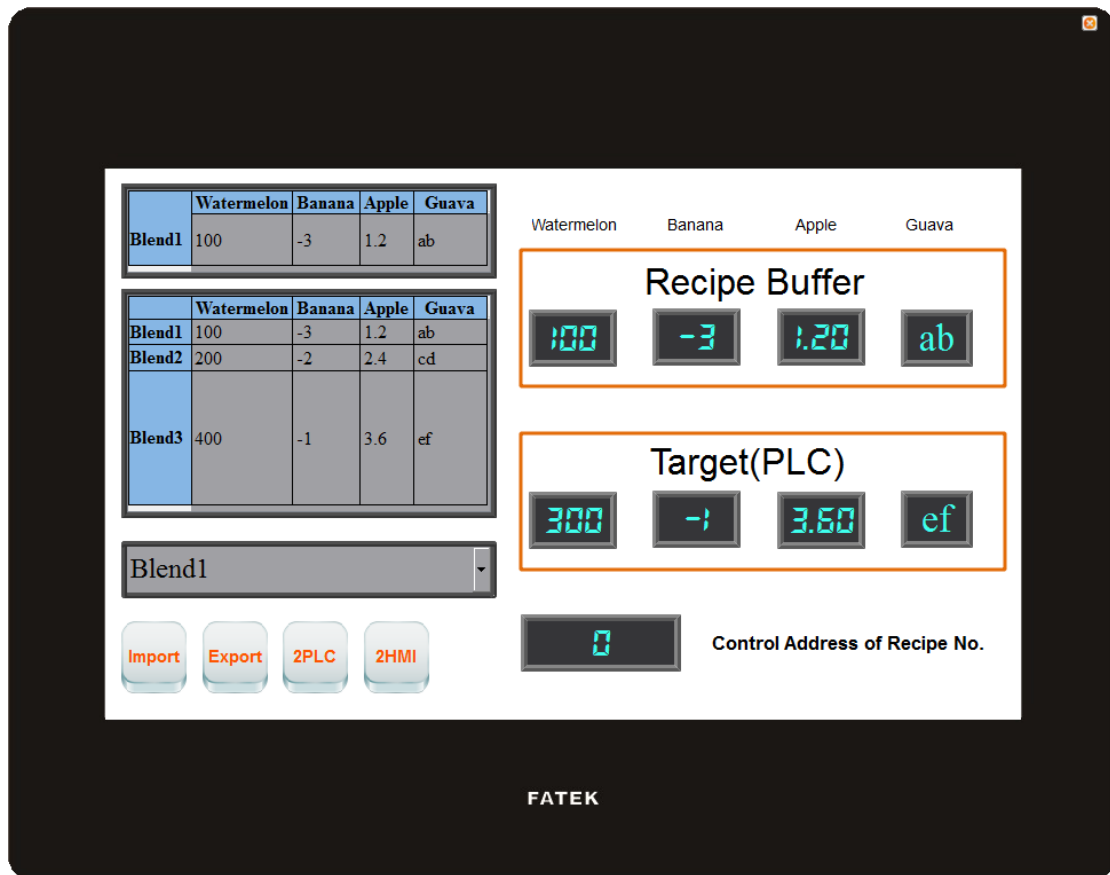 Watermelon Banana Apple Guava
Blend1 100 -3 1.2 ab
Watermelon Banana Apple Guava
Blend1 100 -3 1.2 ab
Blend2 200 -2 2.4 cd
Blend3 400 -1 3.6 ef
Blend1
Import Export 2PLC 2HMI
Watermelon Banana Apple Guava
Recipe Buffer
100 -3 1.20 ab
Target(PLC)
300 -1 3.60 ef
0 Control Address of Recipe No.
FATEK